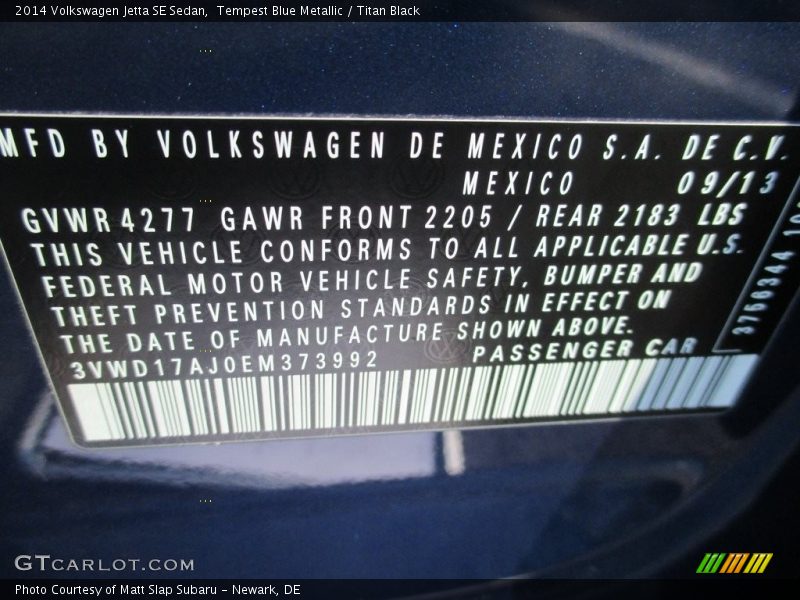 2014 Volkswagen Jetta SE Sedan,  Tempest Blue Metallic / Titan Black
MFD BY VOLKSWAGEN DE MEXICO S.A. DE C.V.
MEXICO 09/13
GVWR 4277 GAWR FRONT 2205 / REAR 2183 LBS
THIS VEHICLE CONFORMS TO ALL APPLICABLE U.S.
FEDERAL MOTOR VEHICLE SAFETY, BUMPER AND
THEFT PREVENTION STANDARDS IN EFFECT ON
THE DATE OF MANUFACTURE SHOWN ABOVE.
3VWD17AJ0EM373992 PASSENGER CAR
GTCARLOT.COM
Photo Courtesy of Matt Slap Subaru - Newark, DE